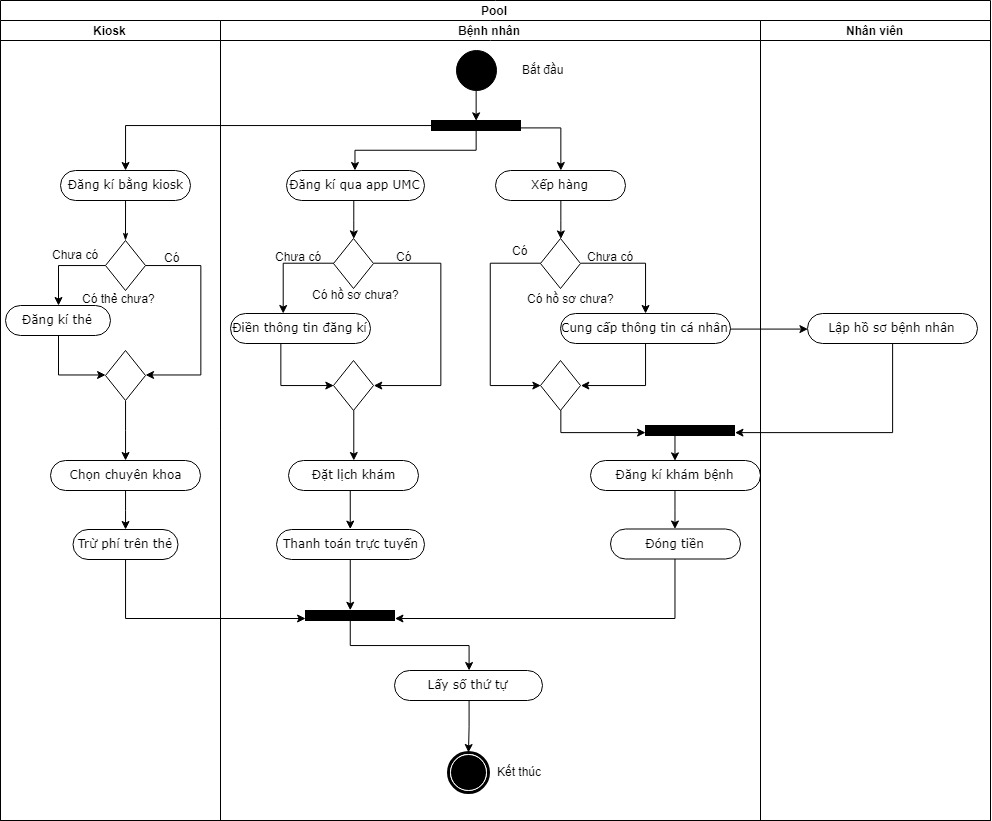 Pool
Kiosk
Bệnh nhân
Nhân viên
Bắt đầu
Đăng kí bằng kiosk
Đăng kí qua app UMC
Xếp hàng
Chưa có
Có
Chưa có
Có
Có
Chưa có
Có thẻ chưa?
Có hồ sơ chưa?
Có hồ sơ chưa?
Đăng kí thẻ
Điền thông tin đăng kí
Cung cấp thông tin cá nhân
Lập hồ sơ bệnh nhân
Chọn chuyên khoa
Đặt lịch khám
Đăng kí khám bệnh
Trừ phí trên thẻ
Thanh toán trực tuyến
Đóng tiền
Lấy số thứ tự
Kết thúc